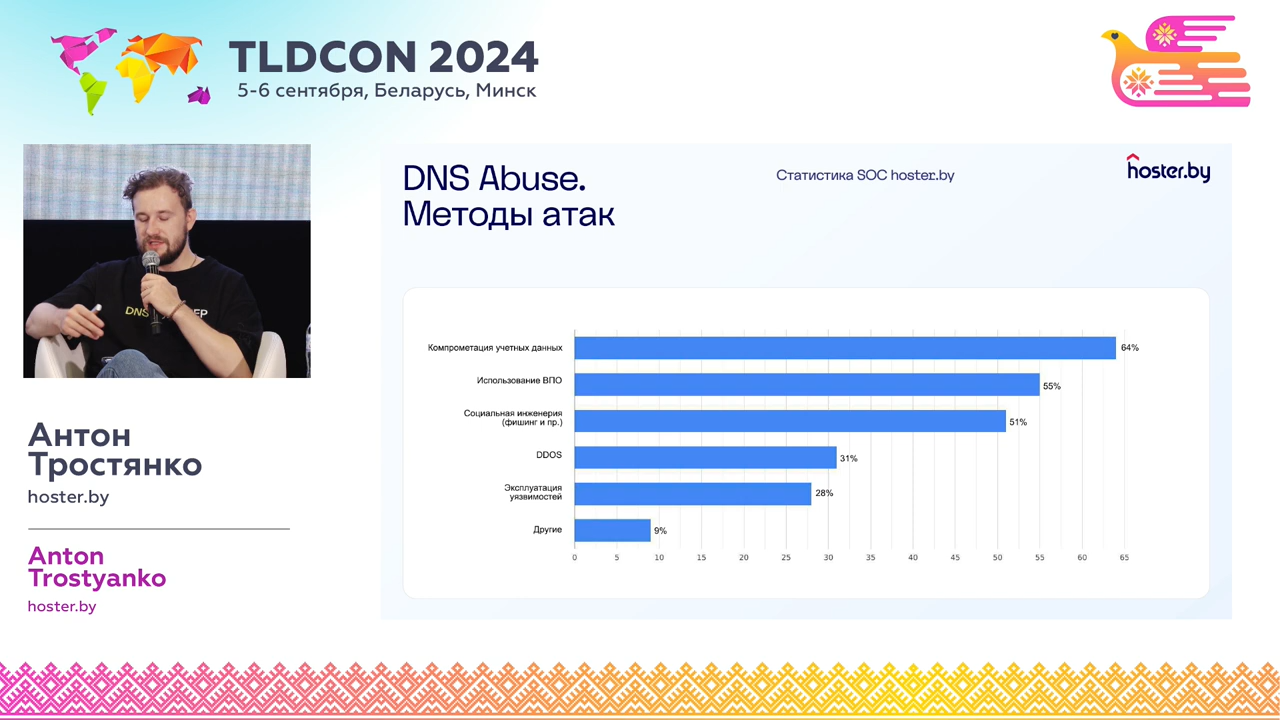 TLDCON 2024
5-6 сентября, Беларусь, Минск
DNS Abuse.
Методы атак
Статистика SOC hoster.by
hoster.by
Компрометация учетных данных
64%
Использование ВПО
55%
Социальная инженерия
(фишинг и пр.)
51%
DDOS
31%
Эксплуатация
уязвимостей
28%
Другие
9%
0 5 10 15 20 25 30 35 40 45 50 55 60 65
DNS
Антон
Тростянко
hoster.by
Anton
Trostyanko
hoster.by